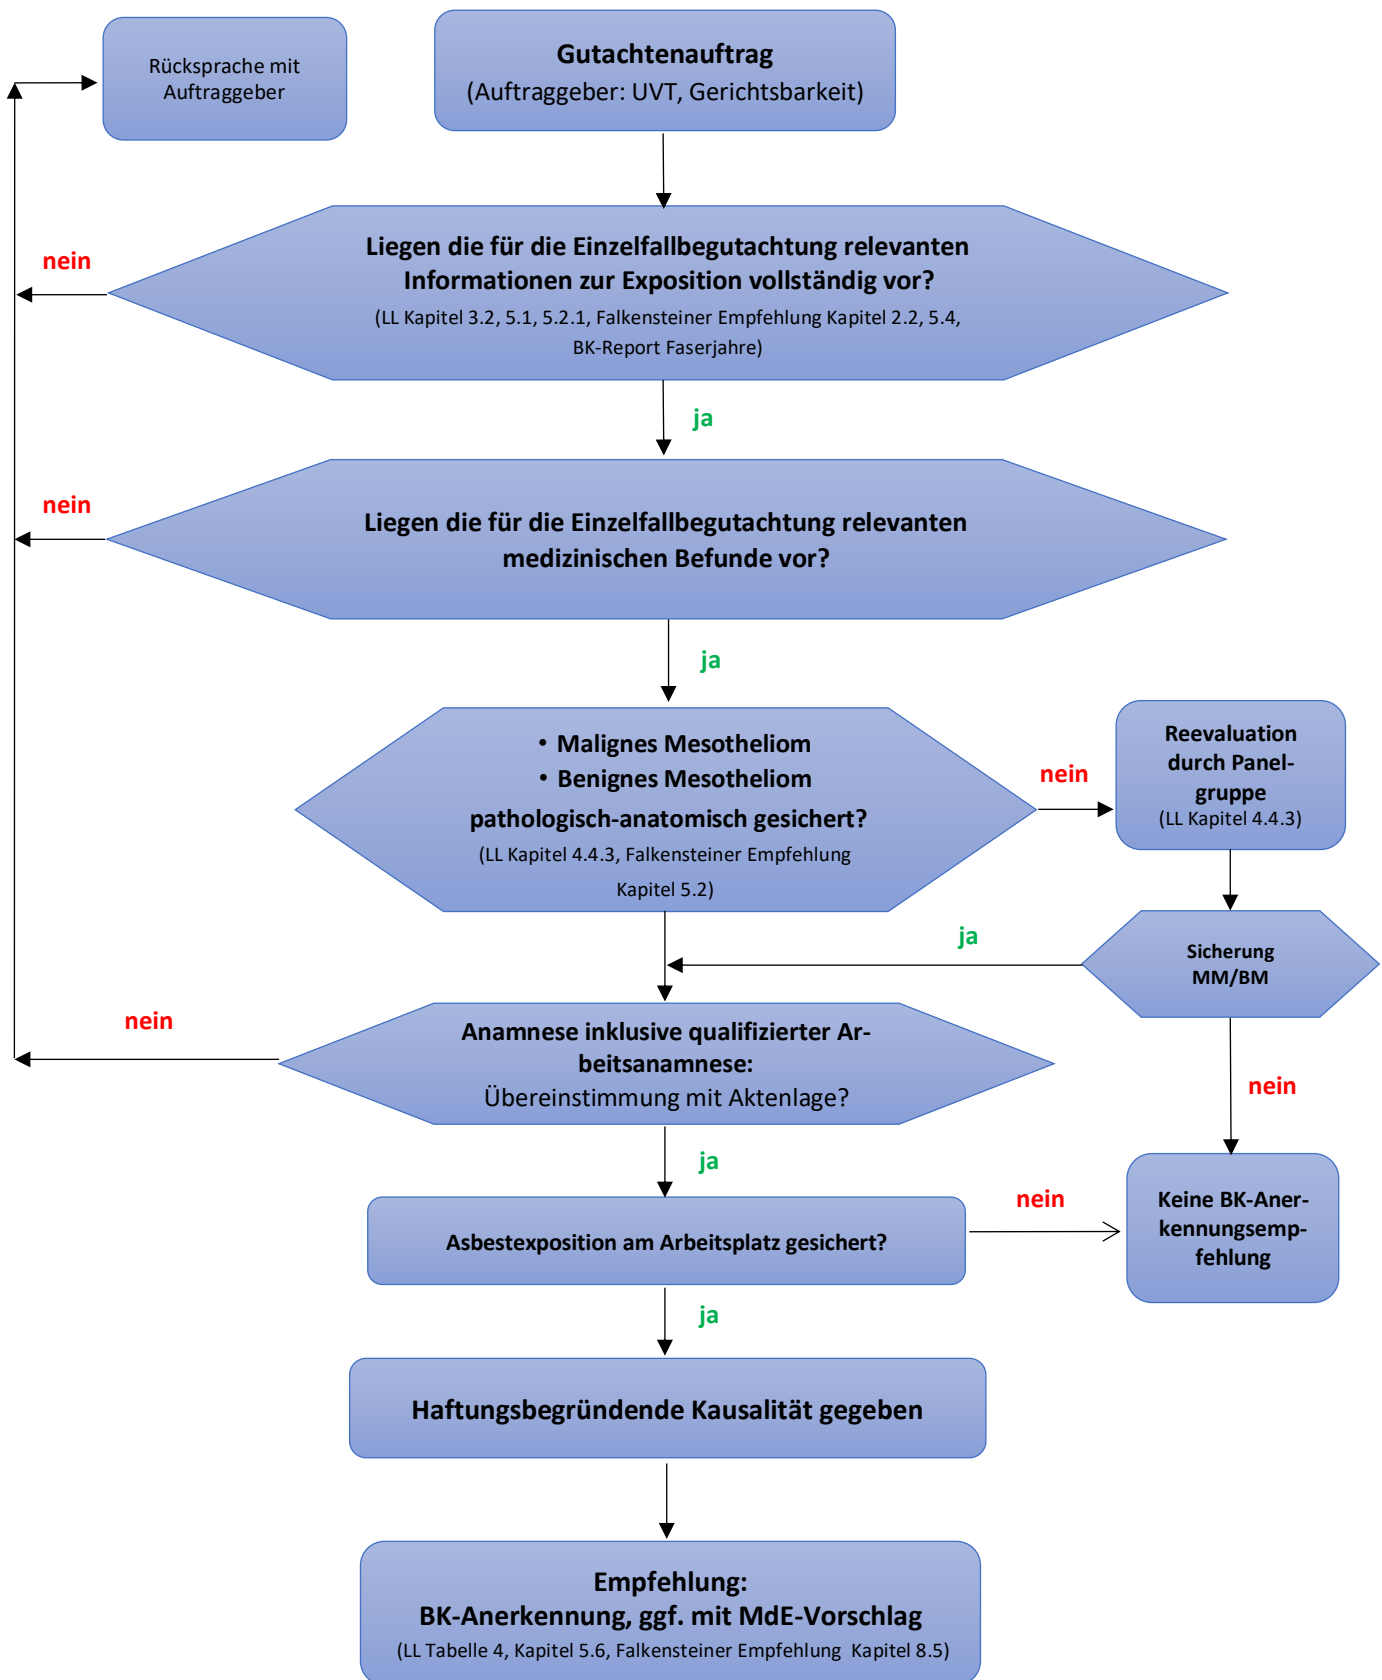 Rücksprache mit
Auftraggeber
Gutachtenauftrag
(Auftraggeber: UVT, Gerichtsbarkeit)
nein
Liegen die für die Einzelfallbegutachtung relevanten
Informationen zur Exposition vollständig vor?
(LL Kapitel 3.2, 5.1, 5.2.1, Falkensteiner Empfehlung Kapitel 2.2, 5.4,
BK-Report Faserjahre)
ja
nein
Liegen die für die Einzelfallbegutachtung relevanten
medizinischen Befunde vor?
ja
• Malignes Mesotheliom
• Benignes Mesotheliom
pathologisch-anatomisch gesichert?
(LL Kapitel 4.4.3, Falkensteiner Empfehlung
Kapitel 5.2)
nein
Reevaluation
durch Panel-
gruppe
(LL Kapitel 4.4.3)
ja
Sicherung
MM/BM
nein
nein
Anamnese inklusive qualifizierter Ar-
beitsanamnese:
Übereinstimmung mit Aktenlage?
ja
Asbestexposition am Arbeitsplatz gesichert?
nein
Keine BK-Aner-
kennungsemp-
fehlung
ja
Haftungsbegründende Kausalität gegeben
Empfehlung:
BK-Anerkennung, ggf. mit MdE-Vorschlag
(LL Tabelle 4, Kapitel 5.6, Falkensteiner Empfehlung Kapitel 8.5)